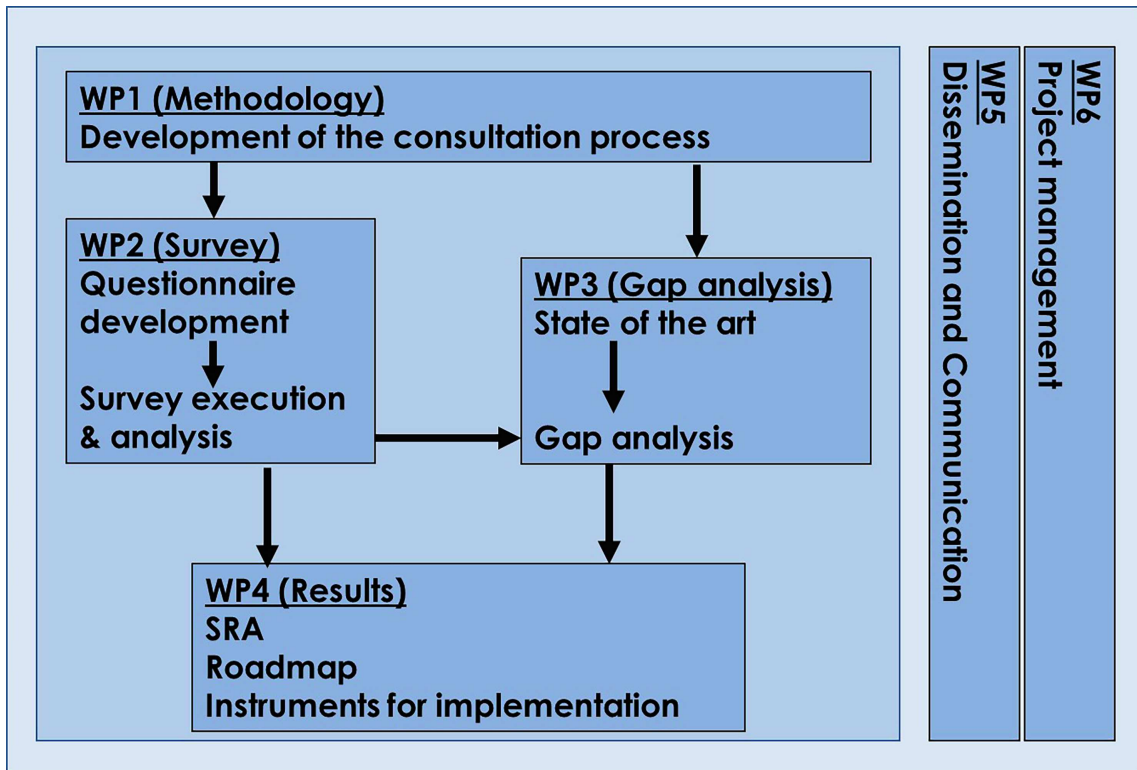 WP1 (Methodology)
Development of the consultation process
WP2 (Survey)
Questionnaire
development
Survey execution
& analysis
WP3 (Gap analysis)
State of the art
Gap analysis
WP4 (Results)
SRA
Roadmap
Instruments for implementation
WP5
Dissemination and Communication
WP6
Project management